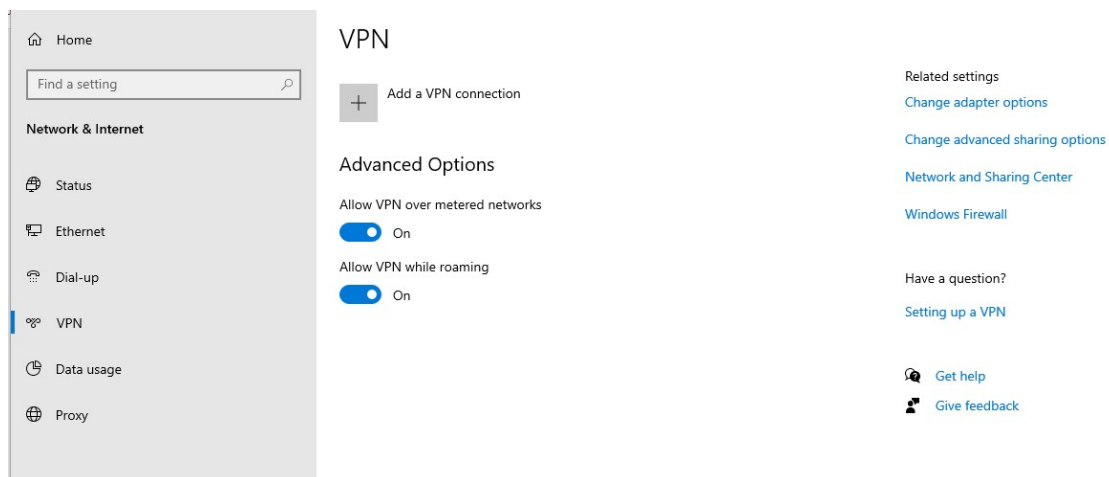 Home
Find a setting
Network & Internet
Status
Ethernet
Dial-up
VPN
Data usage
Proxy
VPN
Add a VPN connection
Advanced Options
Allow VPN over metered networks
On
Allow VPN while roaming
On
Related settings
Change adapter options
Change advanced sharing options
Network and Sharing Center
Windows Firewall
Have a question?
Setting up a VPN
Get help
Give feedback